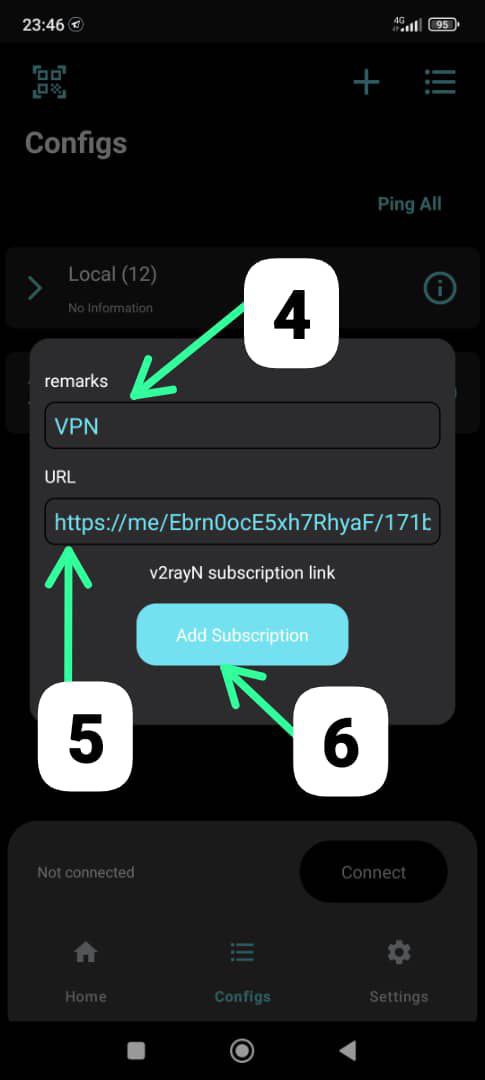 23:46
4G
95
Configs
Ping All
Local (12)
No Information
4
remarks
VPN
URL
https://me/Ebrn0ocE5xh7RhyaF/171b
v2rayN subscription link
Add Subscription
5
6
Not connected
Connect
Home
Configs
Settings